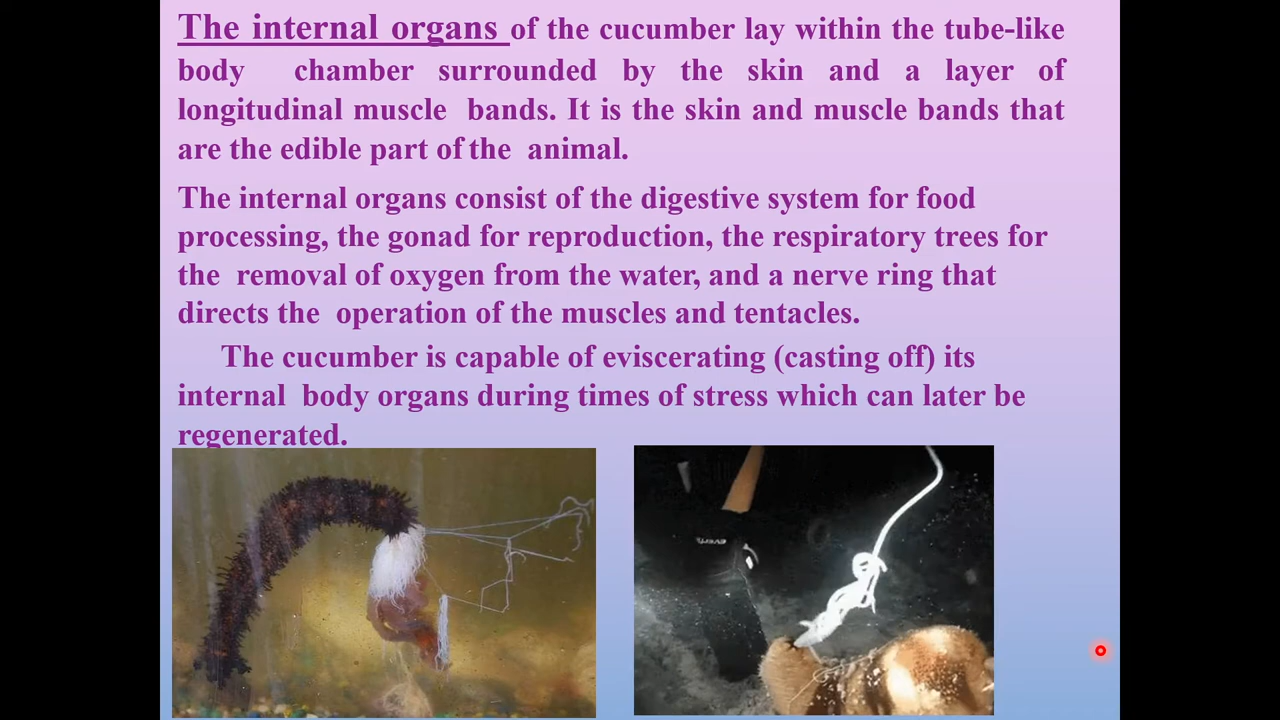 The internal organs of the cucumber lay within the tube-like
body chamber surrounded by the skin and a layer of
longitudinal muscle bands. It is the skin and muscle bands that
are the edible part of the animal.
The internal organs consist of the digestive system for food
processing, the gonad for reproduction, the respiratory trees for
the removal of oxygen from the water, and a nerve ring that
directs the operation of the muscles and tentacles.
The cucumber is capable of eviscerating (casting off) its
internal body organs during times of stress which can later be
regenerated.